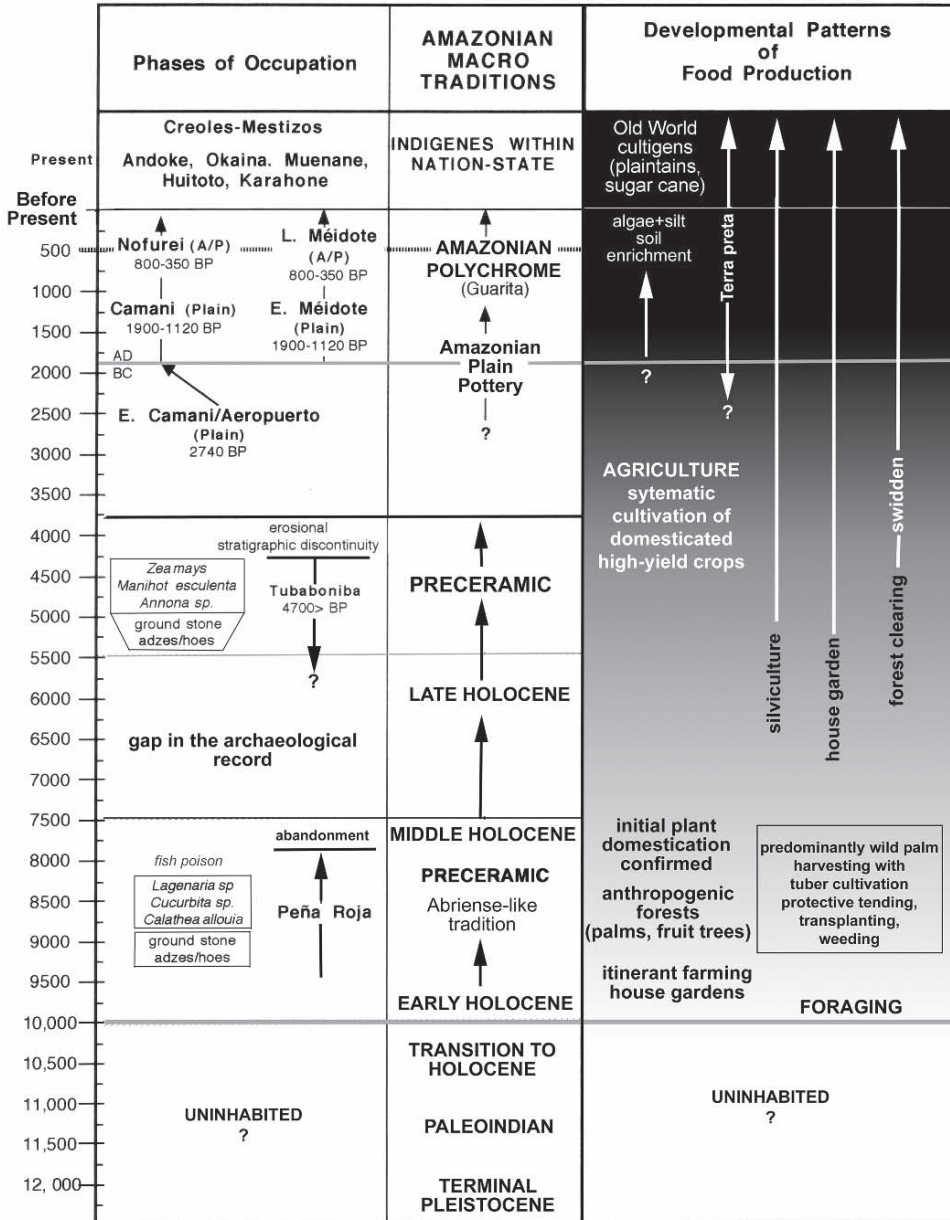 Phases of Occupation
AMAZONIAN
MACRO
TRADITIONS
Developmental Patterns
of
Food Production
Present
Before
Present
500
1000
1500
2000
2500
3000
3500
4000
4500
5000
5500
6000
6500
7000
7500
8000
8500
9000
9500
10,000
10,500
11,000
11,500
12, 000
Creoles-Mestizos
Andoke, Okaina. Muenane,
Huitoto, Karahone
Nofurei (A/P)
800-350 BP
L. Méidote
(A/P)
800-350 BP
Camani (Plain)
1900-1120 BP
E. Méidote
(Plain)
1900-1120 BP
AD
BC
E. Camani/Aeropuerto
(Plain)
2740 BP
erosional
stratigraphic discontinuity
Zea mays
Manihot esculenta
Annona sp.
ground stone
adzes/hoes
Tubaboniba
4700> BP
?
gap in the archaeological
record
abandonment
fish poison
Lagenaria sp
Cucurbita sp.
Calathea allouia
ground stone
adzes/hoes
Peña Roja
UNINHABITED
?
INDIGENES WITHIN
NATION-STATE
AMAZONIAN
POLYCHROME
(Guarita)
Amazonian
Plain
Pottery
?
PRECERAMIC
LATE HOLOCENE
MIDDLE HOLOCENE
PRECERAMIC
Abriense-like
tradition
EARLY HOLOCENE
TRANSITION TO
HOLOCENE
PALEOINDIAN
TERMINAL
PLEISTOCENE
Old World
cultigens
(plaintains,
sugar cane)
algae+silt
soil
enrichment
?
Terra preta
?
AGRICULTURE
sytematic
cultivation of
domesticated
high-yield crops
silviculture
house garden
forest clearing
swidden
initial plant
domestication
confirmed
anthropogenic
forests
(palms, fruit trees)
itinerant farming
house gardens
predominantly wild palm
harvesting with
tuber cultivation
protective tending,
transplanting,
weeding
FORAGING
UNINHABITED
?